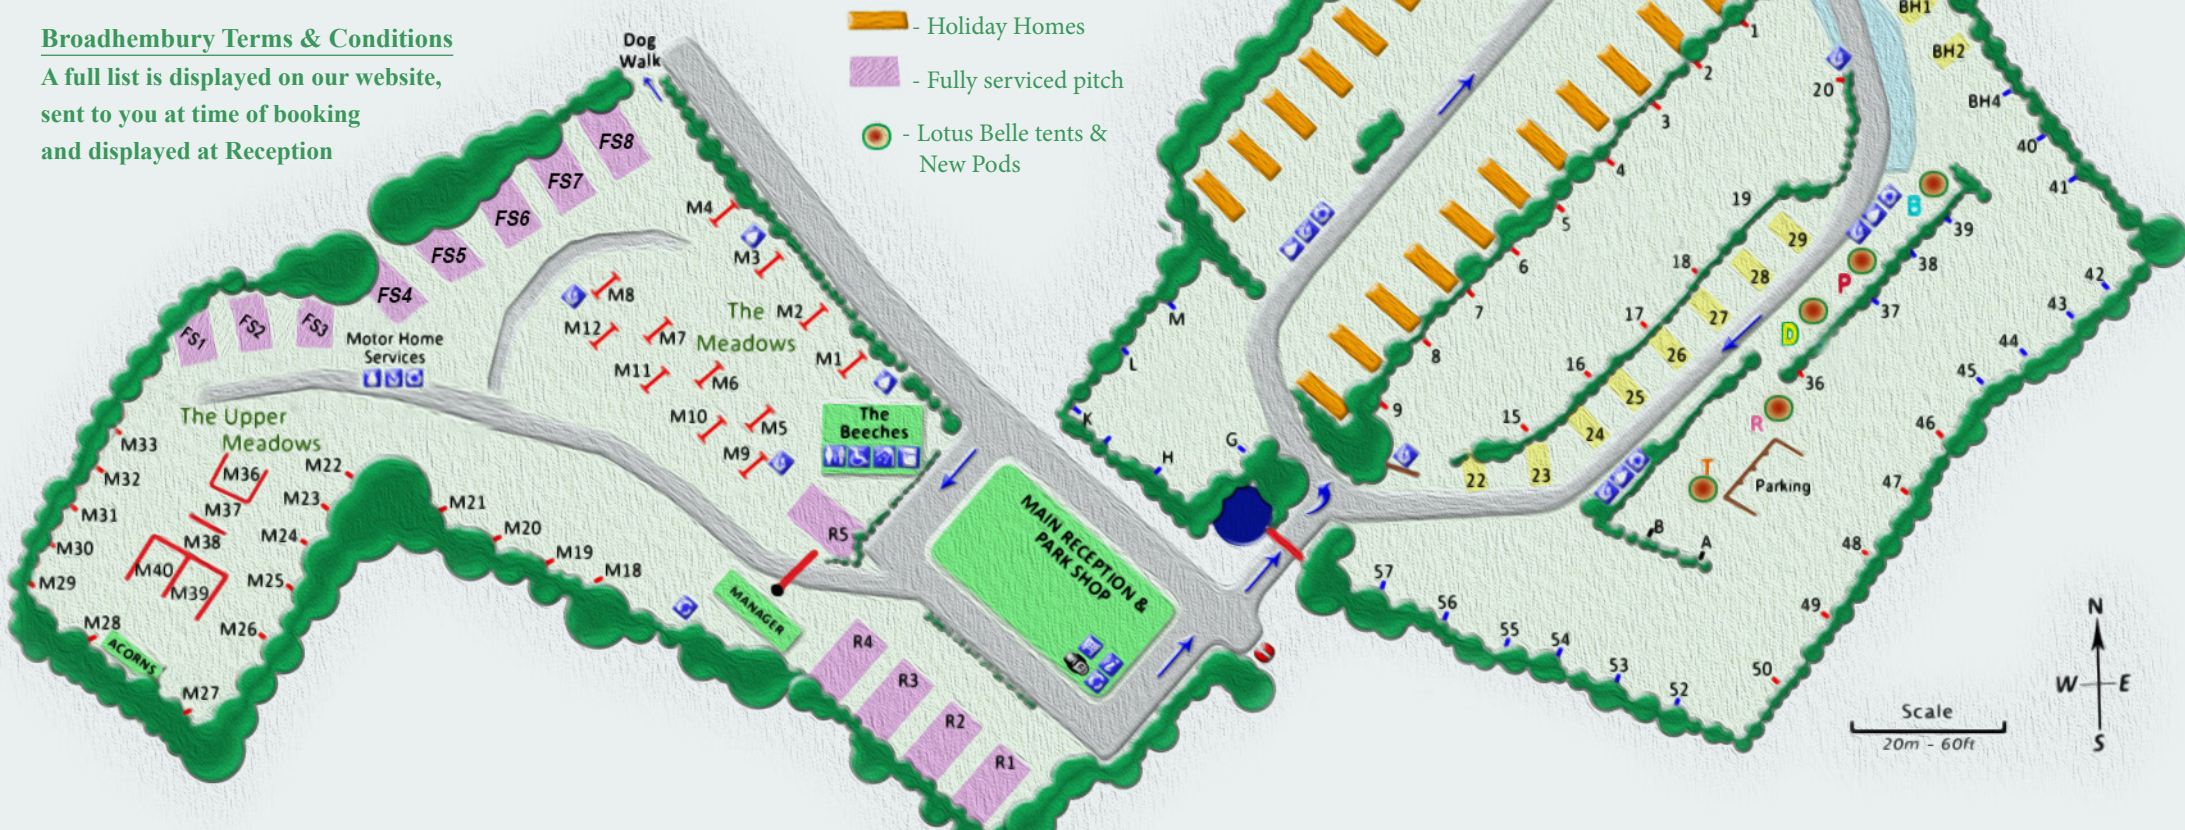 Broadhembury Terms & Conditions
A full list is displayed on our website,
sent to you at time of booking
and displayed at Reception
- Holiday Homes
- Fully serviced pitch
- Lotus Belle tents &
New Pods
Dog
Walk
FS8
FS7
FS6
FS5
FS4
FS3
FS2
FS1
Motor Home
Services
The Upper
Meadows
The
Meadows
M4
M3
M2
M1
M8
M12
M7
M11
M6
M10
M5
M9
The
Beeches
M33
M32
M31
M30
M29
M28
ACORNS
M27
M36
M37
M38
M40
M39
M22
M23
M24
M25
M26
M21
M20
M19
M18
MANAGER
R5
R4
R3
R2
R1
MAIN RECEPTION &
PARK SHOP
M
L
K
H
G
1
2
3
4
5
6
7
8
9
15
16
17
18
19
20
22
23
24
25
26
27
28
29
BH1
BH2
BH4
40
41
42
43
44
45
46
47
48
49
50
52
53
54
55
56
57
39
38
37
36
B
P
D
R
T
Parking
B
A
N
W
E
S
Scale
20m - 60ft